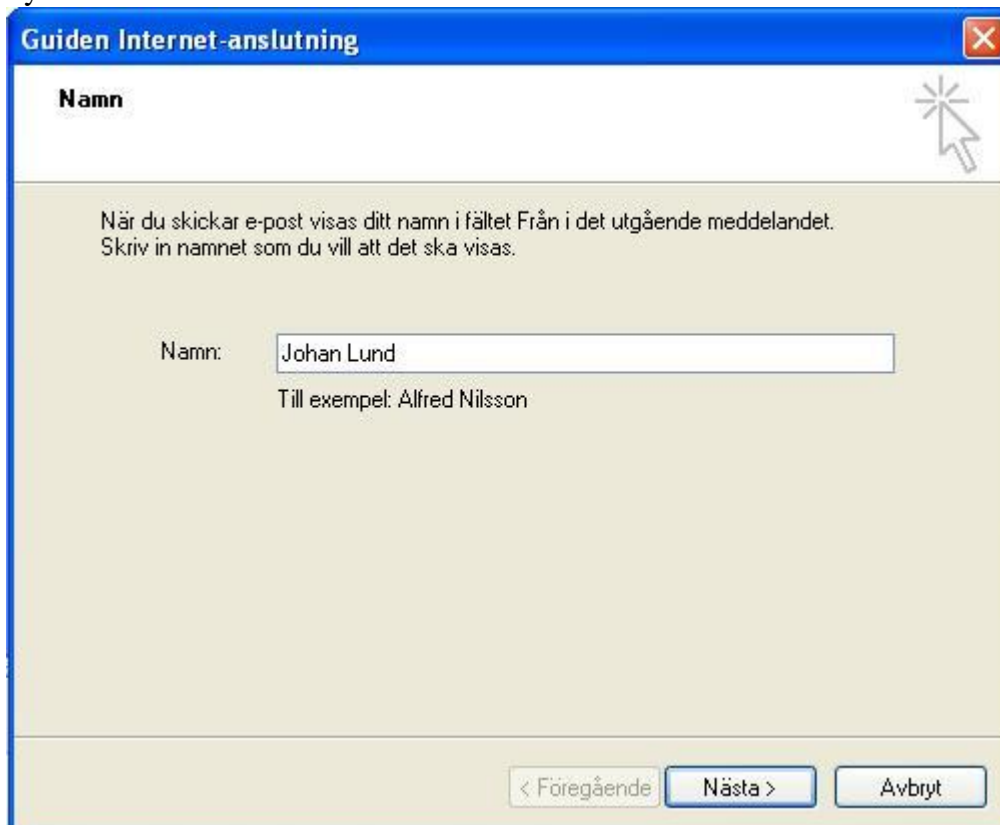 Guiden Internet-anslutning
Namn
När du skickar e-post visas ditt namn i fältet Från i det utgående meddelandet.
Skriv in namnet som du vill att det ska visas.
Namn: Johan Lund
Till exempel: Alfred Nilsson
< Föregående Nästa > Avbryt